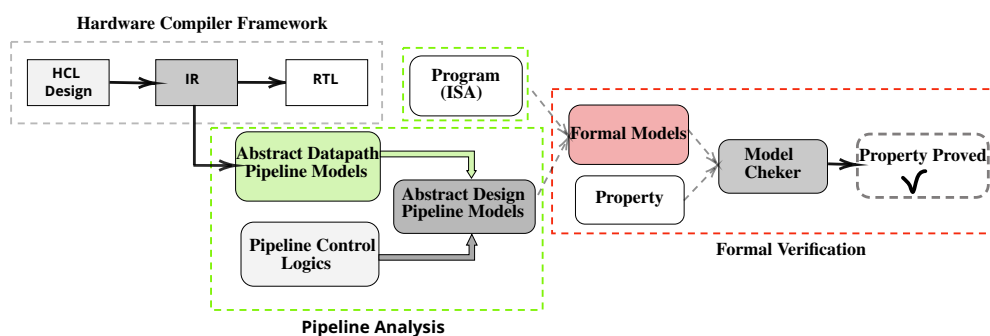 Hardware Compiler Framework
HCL
Design
IR
RTL
Program
(ISA)
Abstract Datapath
Pipeline Models
Abstract Design
Pipeline Models
Pipeline Control
Logics
Pipeline Analysis
Formal Models
Property
Model
Cheker
Property Proved
Formal Verification